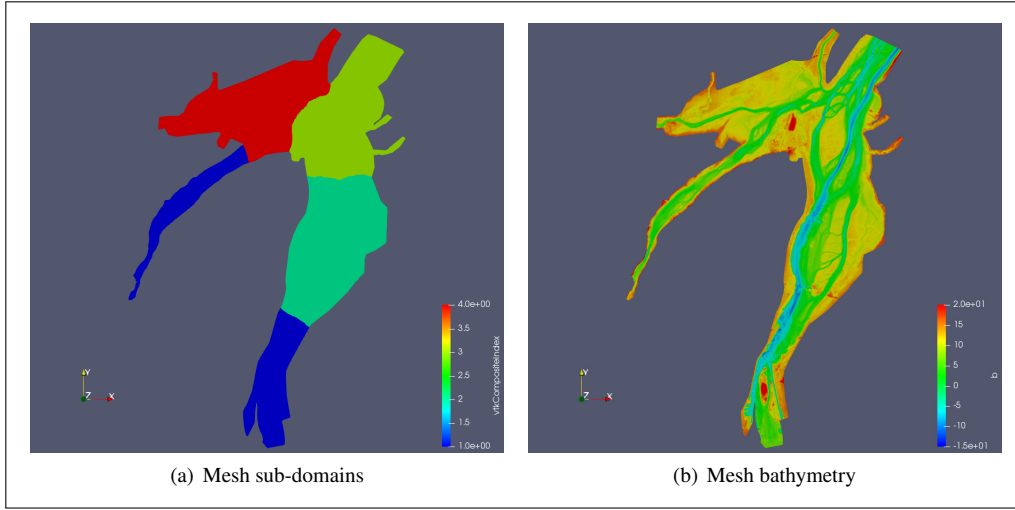 4.0e+00
3.5
3
2.5
2
1.5
1.0e+00
vtkCompositeIndex
Y
Z
X
2.0e+01
15
10
5
0
-5
-10
-1.5e+01
b
Y
Z
X
(a) Mesh sub-domains
(b) Mesh bathymetry